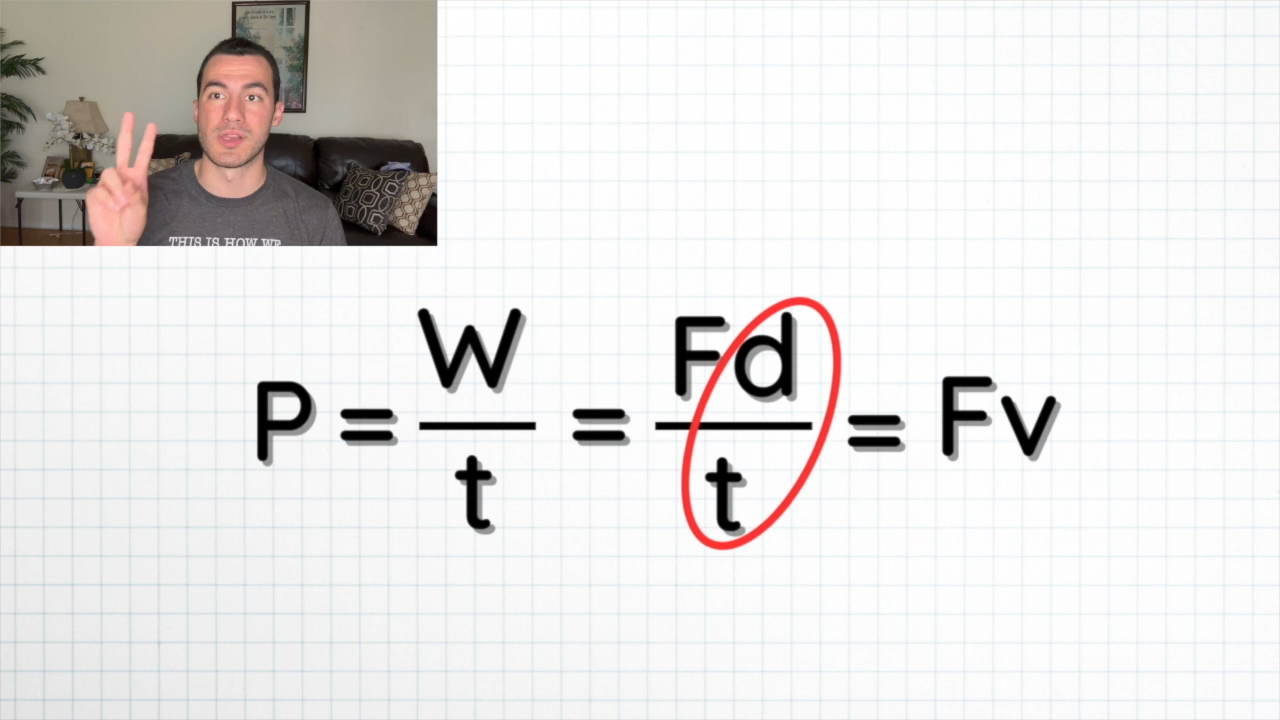 THIS IS HOW WE
P = W/t = Fd/t = Fv